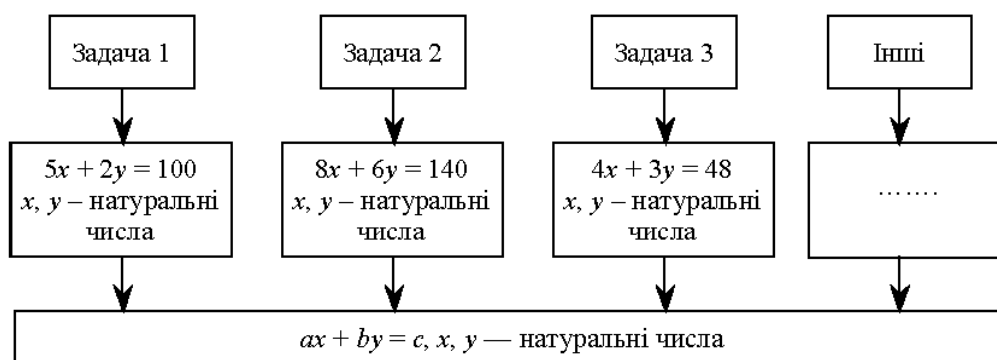 Задача 1
Задача 2
Задача 3
Інші
5x + 2y = 100
x, y – натуральні
числа
8x + 6y = 140
x, y – натуральні
числа
4x + 3y = 48
x, y – натуральні
числа
.......
ax + by = c, x, y — натуральні числа